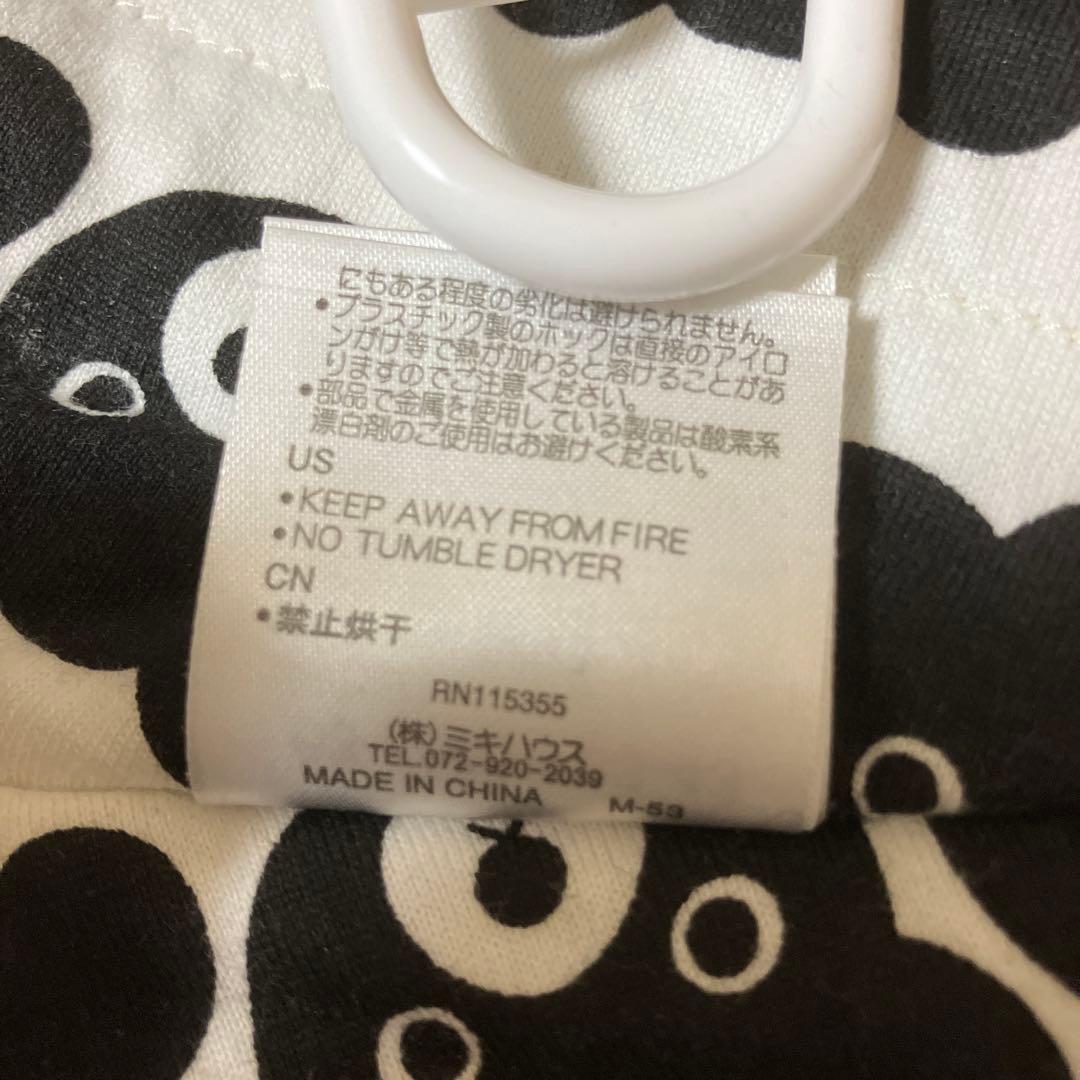 にもある程度の劣化は避けられません。
•プラスチック製のホックは直接のアイロ
ンがけ等で熱が加わると溶けることがあ
りますのでご注意ください。
•部品で金属を使用している製品は酸素系
漂白剤のご使用はお避けください。
US
•KEEP AWAY FROM FIRE
•NO TUMBLE DRYER
CN
•禁止烘干
RN115355
(株)ミキハウス
TEL.072-920-2039
MADE IN CHINA M-53